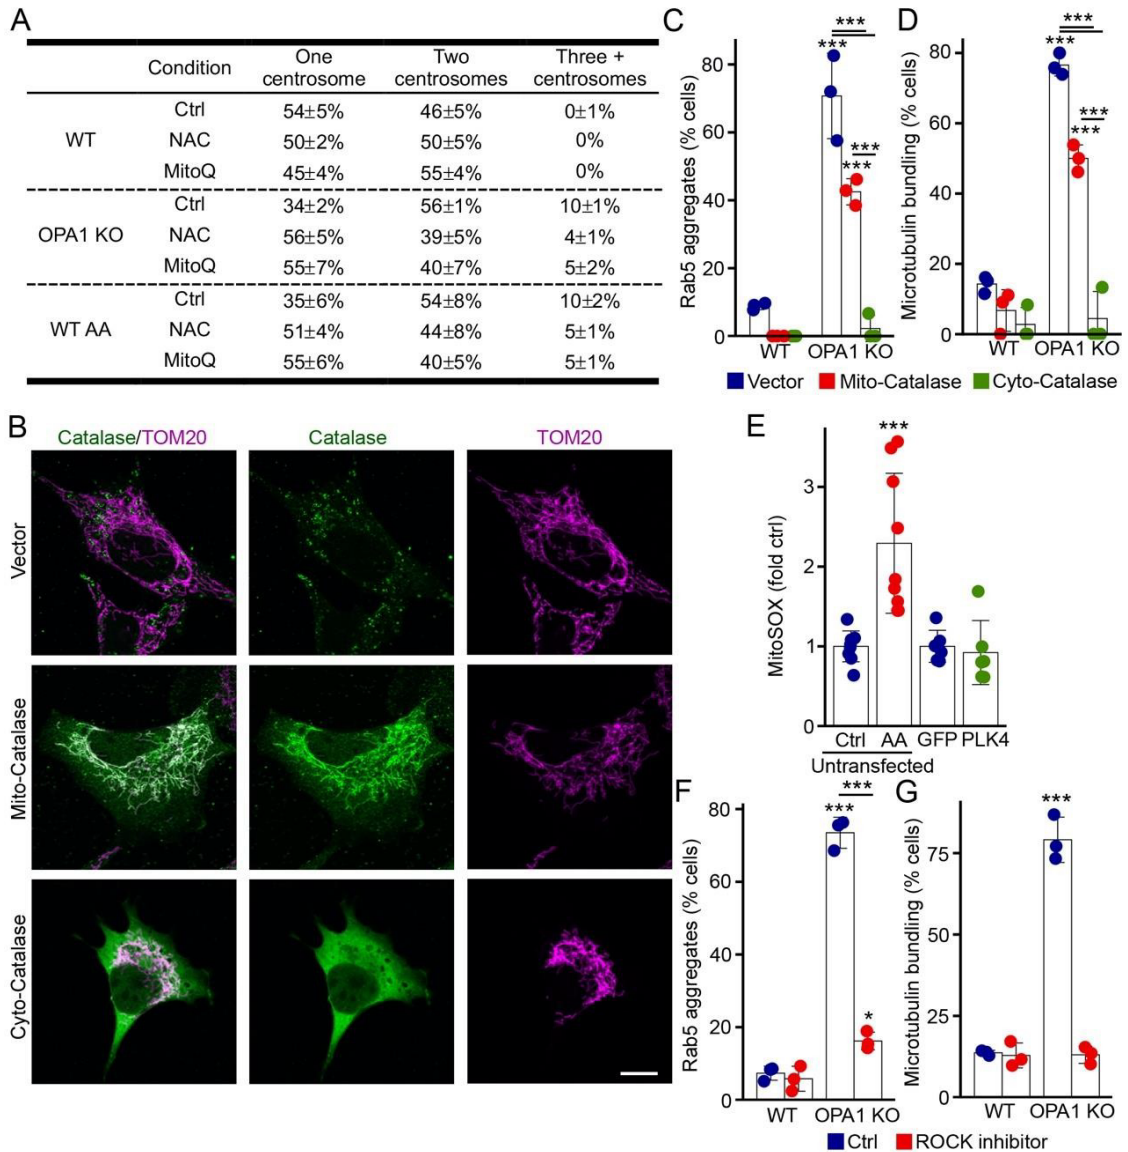 A
Condition One centrosome Two centrosomes Three + centrosomes
WT Ctrl 54±5% 46±5% 0±1%
NAC 50±2% 50±5% 0%
MitoQ 45±4% 55±4% 0%
OPA1 KO Ctrl 34±2% 56±1% 10±1%
NAC 56±5% 39±5% 4±1%
MitoQ 55±7% 40±7% 5±2%
WT AA Ctrl 35±6% 54±8% 10±2%
NAC 51±4% 44±8% 5±1%
MitoQ 55±6% 40±5% 5±1%
B
Catalase/TOM20 Catalase TOM20
Vector
Mito-Catalase
Cyto-Catalase
C
Rab5 aggregates (% cells)
80
60
40
20
0
***
***
***
***
WT OPA1 KO
D
Microtubulin bundling (% cells)
80
60
40
20
0
***
***
***
***
WT OPA1 KO
Vector Mito-Catalase Cyto-Catalase
E
MitoSOX (fold ctrl)
3
2
1
0
***
Ctrl AA GFP PLK4
Untransfected
F
Rab5 aggregates (% cells)
80
60
40
20
0
***
***
*
WT OPA1 KO
G
Microtubulin bundling (% cells)
75
50
25
0
***
WT OPA1 KO
Ctrl ROCK inhibitor